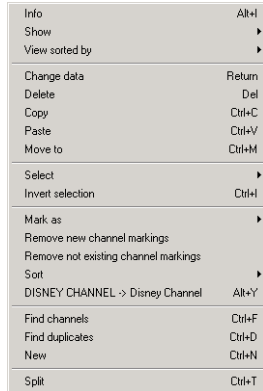 Info Alt+I
Show
View sorted by
Change data Return
Delete Del
Copy Ctrl+C
Paste Ctrl+V
Move to Ctrl+M
Select
Invert selection Ctrl+I
Mark as
Remove new channel markings
Remove not existing channel markings
Sort
DISNEY CHANNEL -> Disney Channel Alt+Y
Find channels Ctrl+F
Find duplicates Ctrl+D
New Ctrl+N
Split Ctrl+T